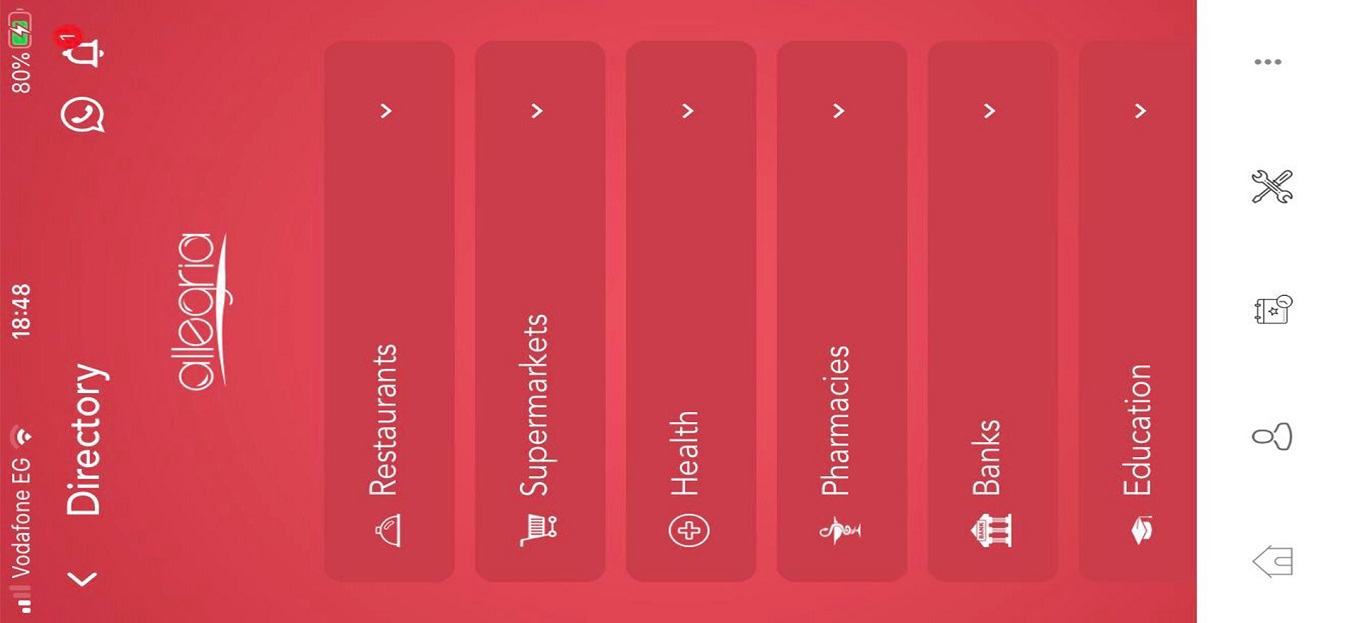 Vodafone EG 18:48 80%
Directory
1
allegria
Restaurants
Supermarkets
Health
Pharmacies
BANK
Banks
Education